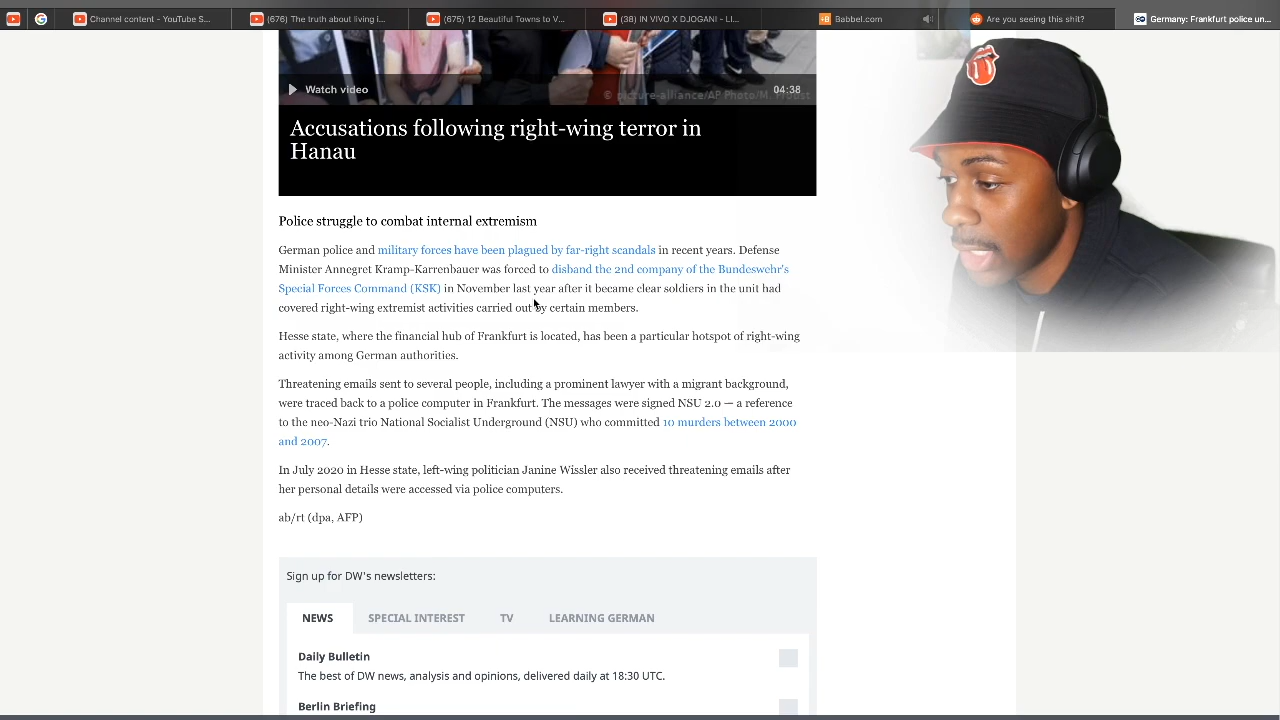 Channel content - YouTube S...
(676) The truth about living i...
(675) 12 Beautiful Towns to V...
(38) IN VIVO X DJOGANI - LI...
+B Babbel.com
Are you seeing this shit?
Germany: Frankfurt police un...
Watch video
04:38
© picture-alliance/AP Photo/M. Probst
Accusations following right-wing terror in
Hanau
Police struggle to combat internal extremism
German police and military forces have been plagued by far-right scandals in recent years. Defense
Minister Annegret Kramp-Karrenbauer was forced to disband the 2nd company of the Bundeswehr's
Special Forces Command (KSK) in November last year after it became clear soldiers in the unit had
covered right-wing extremist activities carried out by certain members.
Hesse state, where the financial hub of Frankfurt is located, has been a particular hotspot of right-wing
activity among German authorities.
Threatening emails sent to several people, including a prominent lawyer with a migrant background,
were traced back to a police computer in Frankfurt. The messages were signed NSU 2.0 — a reference
to the neo-Nazi trio National Socialist Underground (NSU) who committed 10 murders between 2000
and 2007.
In July 2020 in Hesse state, left-wing politician Janine Wissler also received threatening emails after
her personal details were accessed via police computers.
ab/rt (dpa, AFP)
Sign up for DW's newsletters:
NEWS
SPECIAL INTEREST
TV
LEARNING GERMAN
Daily Bulletin
The best of DW news, analysis and opinions, delivered daily at 18:30 UTC.
Berlin Briefing